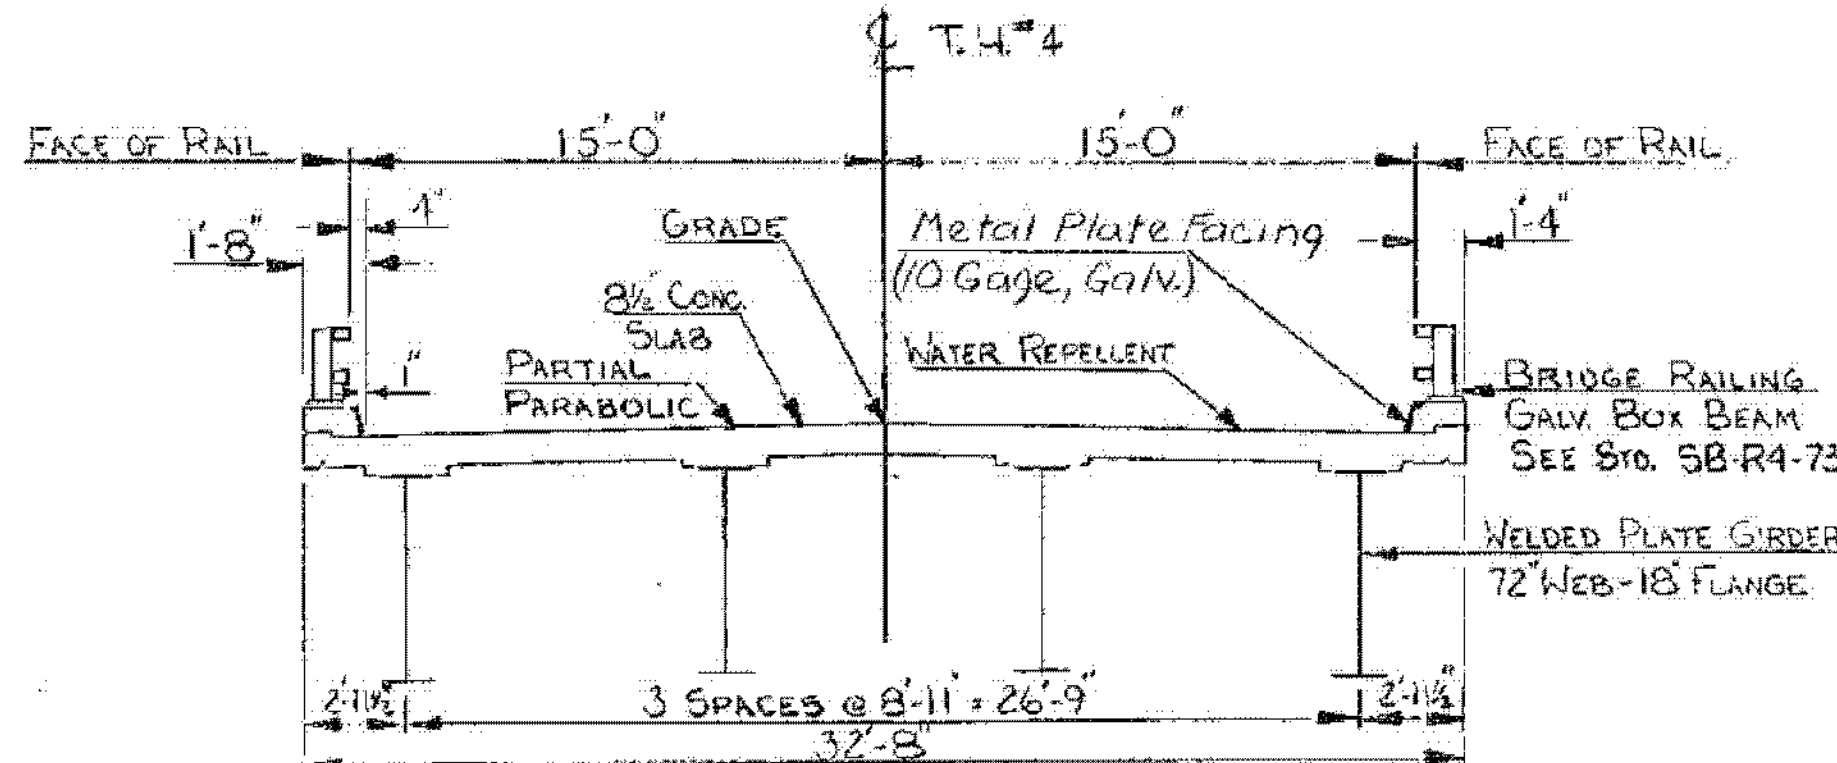 ℄ T.H.#4
FACE OF RAIL
15'-0"
15'-0"
FACE OF RAIL
4"
1'-8"
GRADE
Metal Plate Facing
(10 Gage, Galv.)
1'-4"
8½" CONC.
SLAB
PARTIAL
PARABOLIC
1"
WATER REPELLENT
BRIDGE RAILING
GALV. BOX BEAM
SEE STD. SB-R4-73
WELDED PLATE GIRDER
72" WEB-18" FLANGE
2'-11½"
3 SPACES @ 8'-11" = 26'-9"
2'-11½"
32'-8"